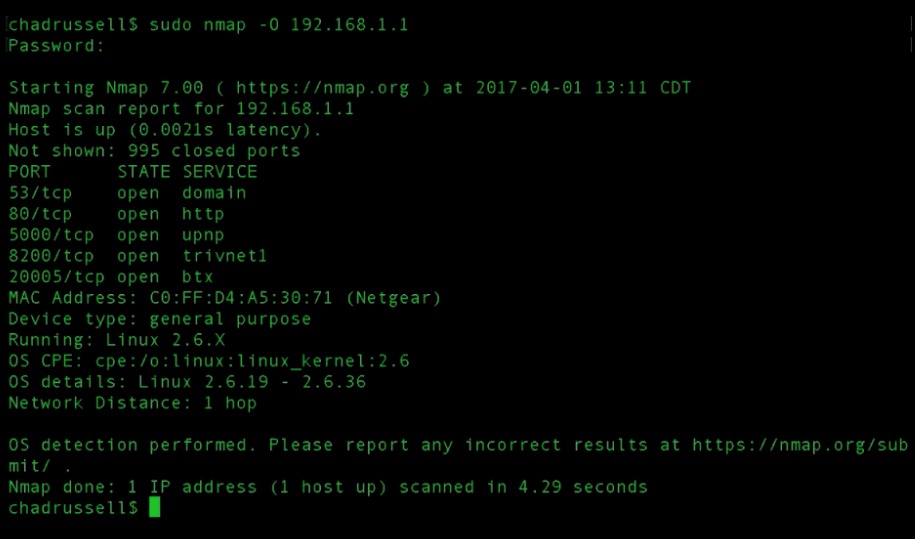 chadrussell$ sudo nmap -O 192.168.1.1
Password:
Starting Nmap 7.00 ( https://nmap.org ) at 2017-04-01 13:11 CDT
Nmap scan report for 192.168.1.1
Host is up (0.0021s latency).
Not shown: 995 closed ports
PORT      STATE SERVICE
53/tcp    open  domain
80/tcp    open  http
5000/tcp  open  upnp
8200/tcp  open  trivnet1
20005/tcp open  btx
MAC Address: C0:FF:D4:A5:30:71 (Netgear)
Device type: general purpose
Running: Linux 2.6.X
OS CPE: cpe:/o:linux:linux_kernel:2.6
OS details: Linux 2.6.19 - 2.6.36
Network Distance: 1 hop
OS detection performed. Please report any incorrect results at https://nmap.org/sub
mit/ .
Nmap done: 1 IP address (1 host up) scanned in 4.29 seconds
chadrussell$